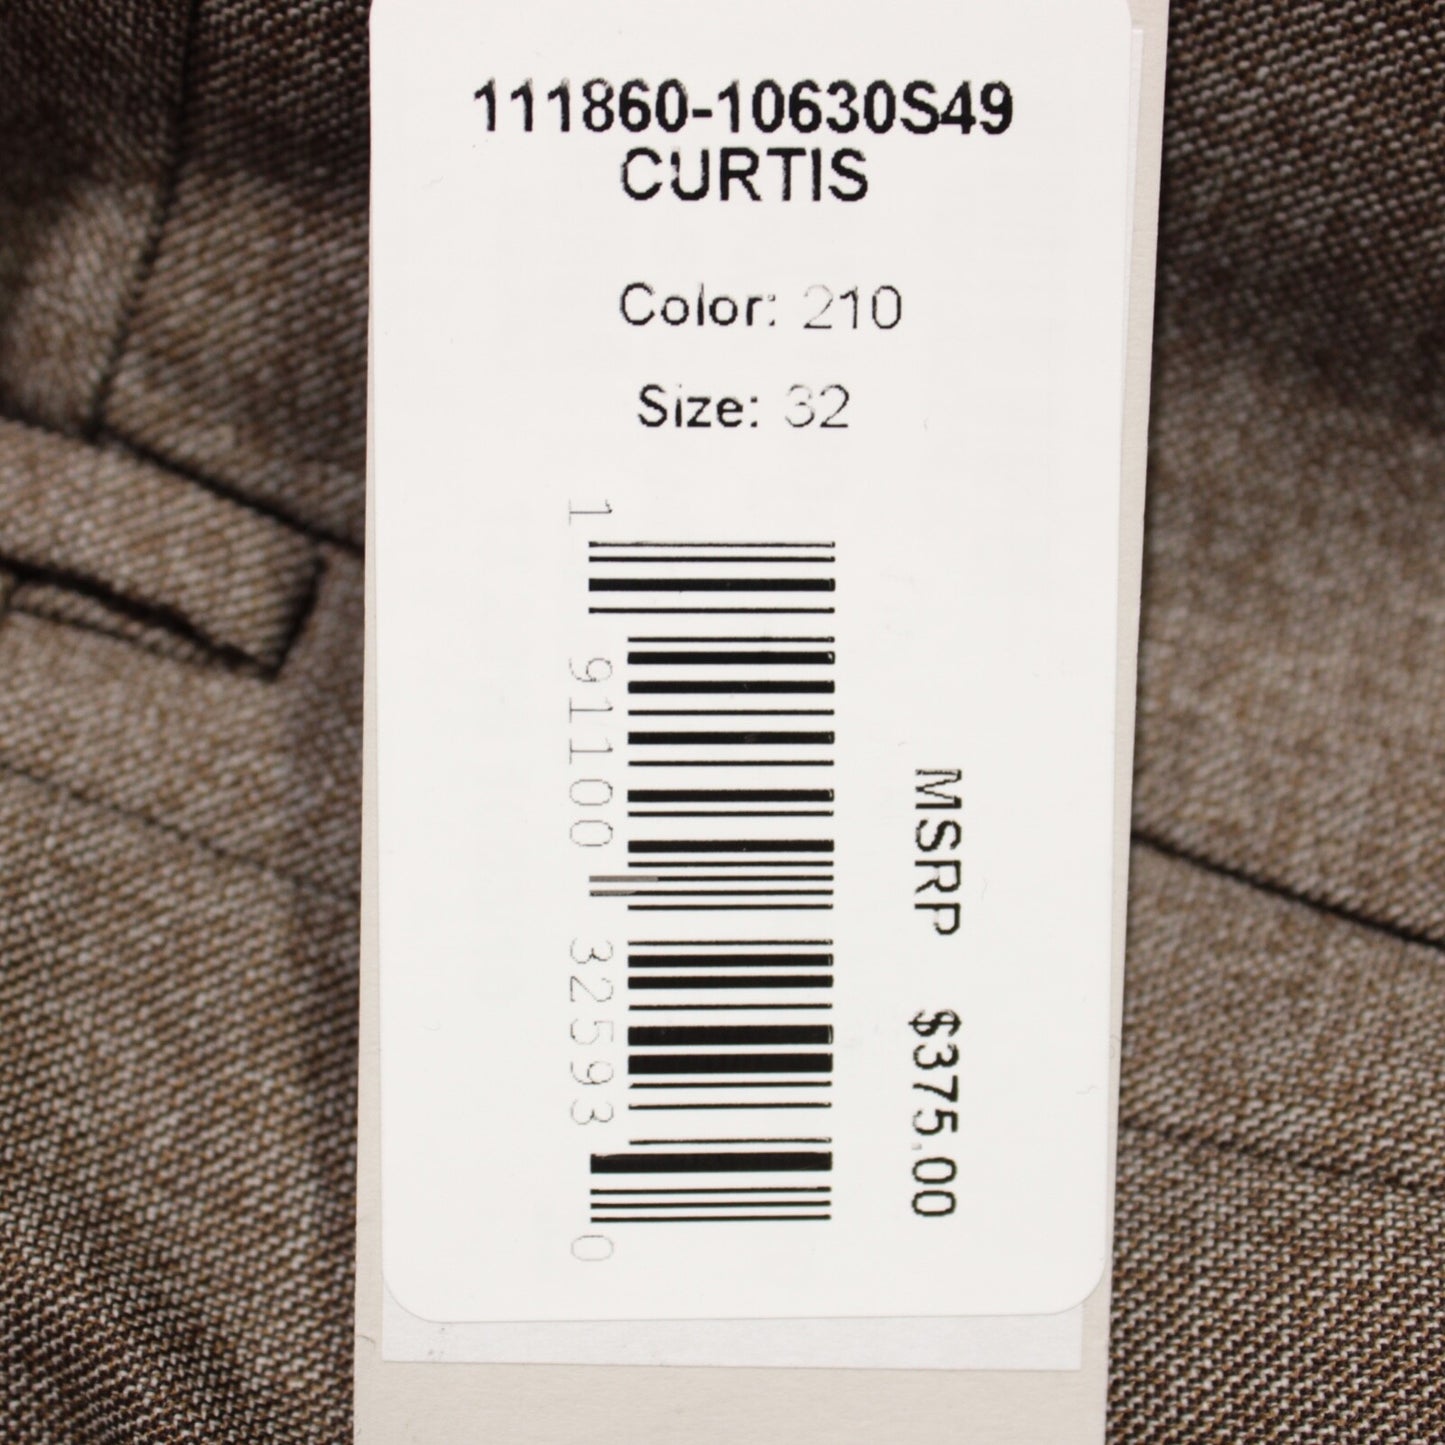 111860-10630S49
CURTIS
Color: 210
Size: 32
1 91100 32593 0
MSRP $375.00